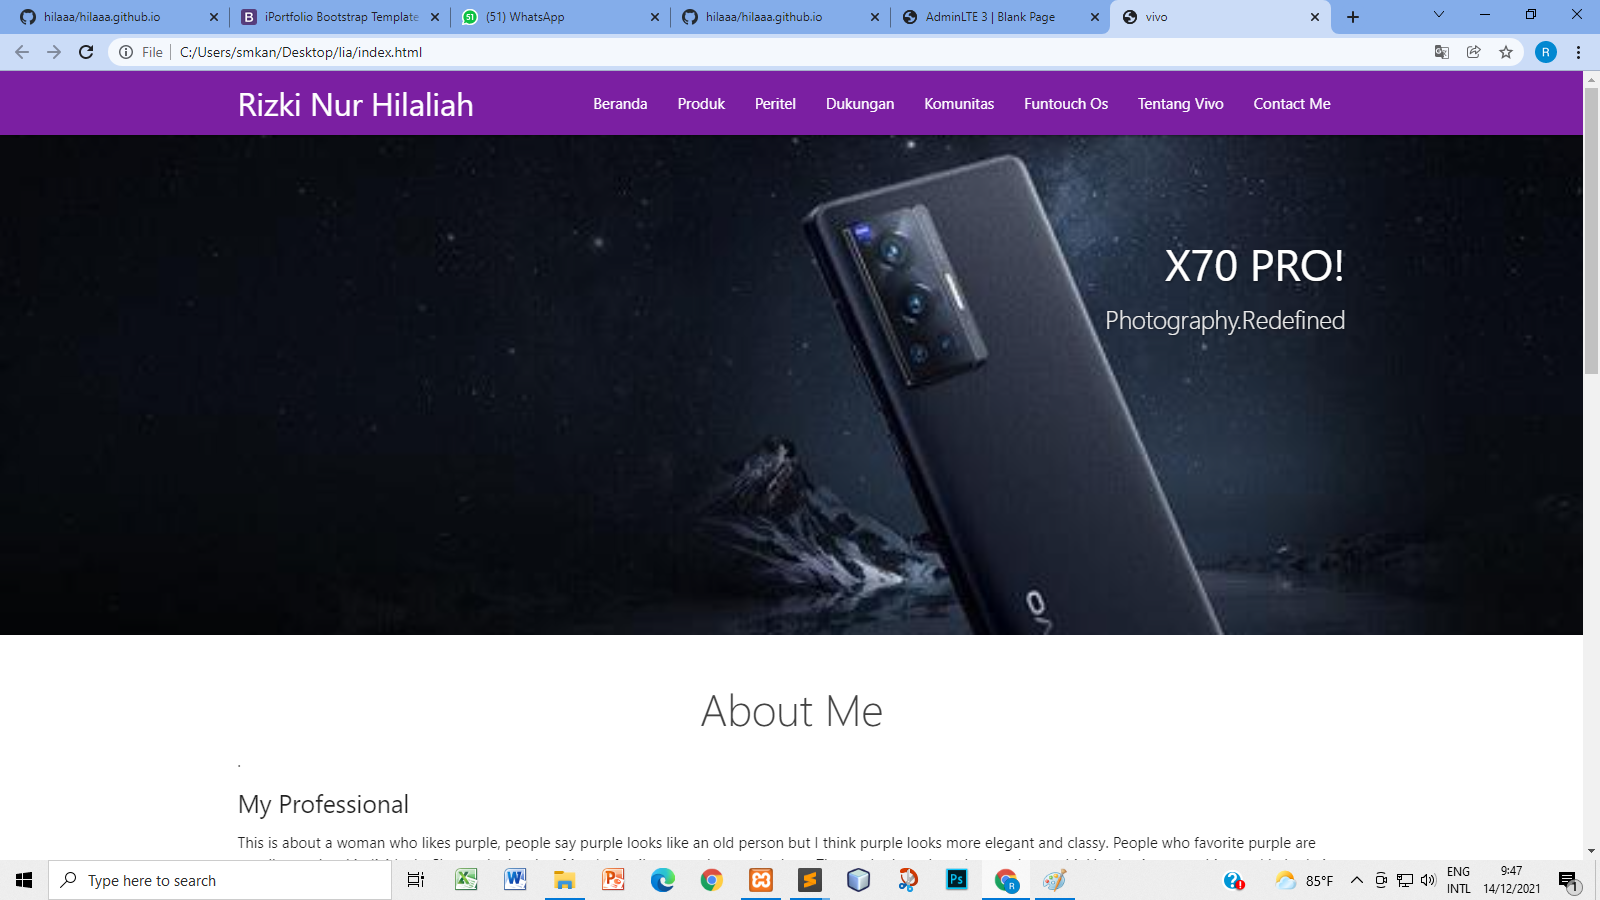 hilaaa/hilaaa.github.io
iPortfolio Bootstrap Template
(51) WhatsApp
hilaaa/hilaaa.github.io
AdminLTE 3 | Blank Page
vivo
File
C:/Users/smkan/Desktop/lia/index.html
R
Rizki Nur Hilaliah
Beranda
Produk
Peritel
Dukungan
Komunitas
Funtouch Os
Tentang Vivo
Contact Me
X70 PRO!
Photography.Redefined
About Me
.
My Professional
This is about a woman who likes purple, people say purple looks like an old person but I think purple looks more elegant and classy. People who favorite purple are
Type here to search
85°F
ENG
INTL
9:47
14/12/2021
1